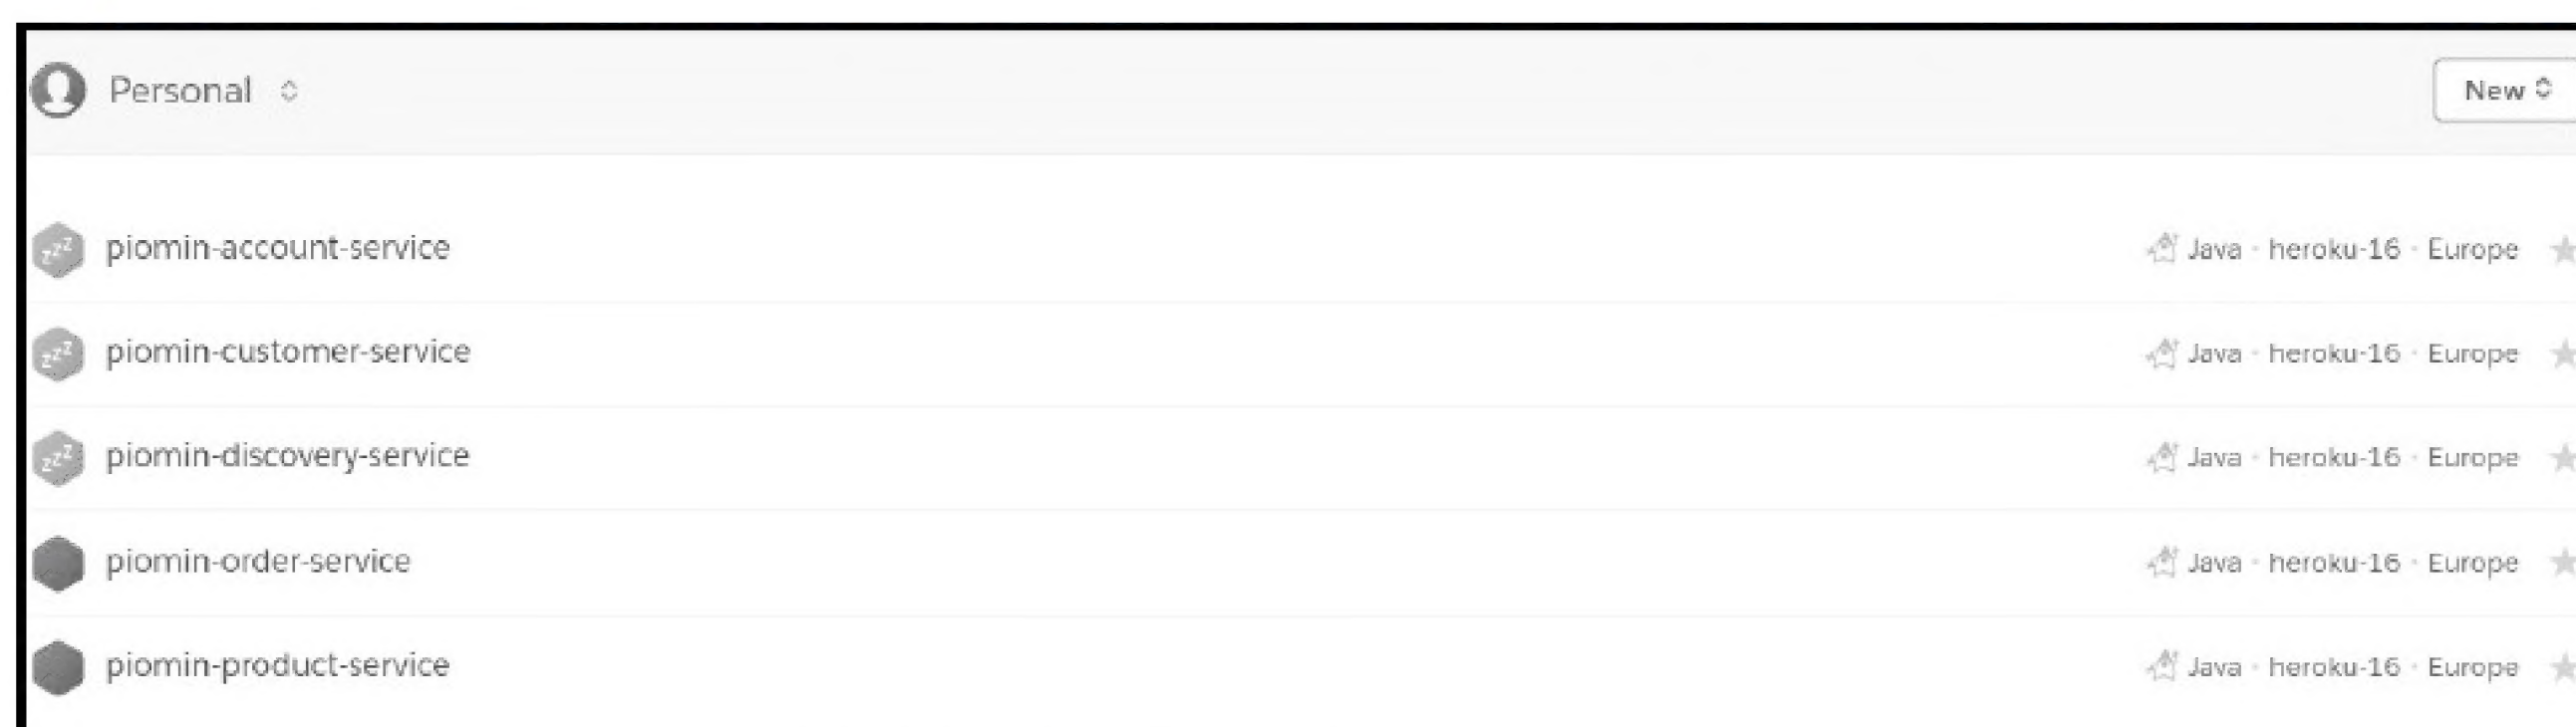 Personal New
piomin-account-service Java · heroku-16 · Europe
piomin-customer-service Java · heroku-16 · Europe
piomin-discovery-service Java · heroku-16 · Europe
piomin-order-service Java · heroku-16 · Europe
piomin-product-service Java · heroku-16 · Europe